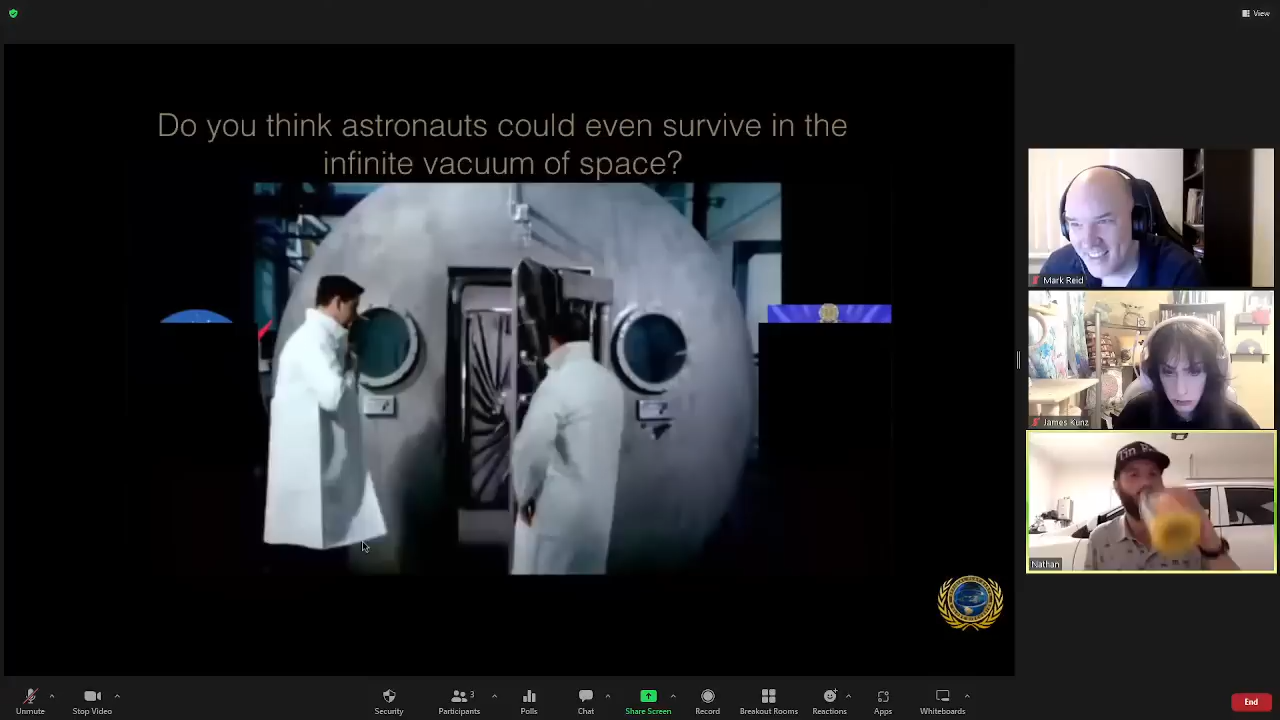 View
Do you think astronauts could even survive in the
infinite vacuum of space?
Mark Reid
James Kunz
Tin
Nathan
Unmute
Stop Video
Security
Participants
3
Polls
Chat
Share Screen
Record
Breakout Rooms
Reactions
Apps
Whiteboards
End